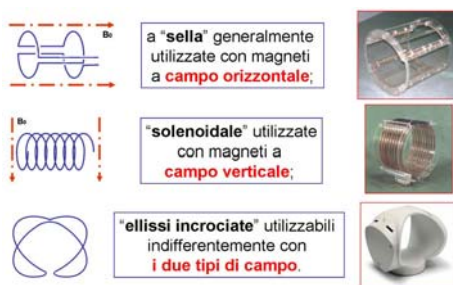 B₀
a “sella” generalmente
utilizzate con magneti
a campo orizzontale;
B₀
“solenoidale” utilizzate
con magneti a
campo verticale;
“ellissi incrociate” utilizzabili
indifferentemente con
i due tipi di campo.